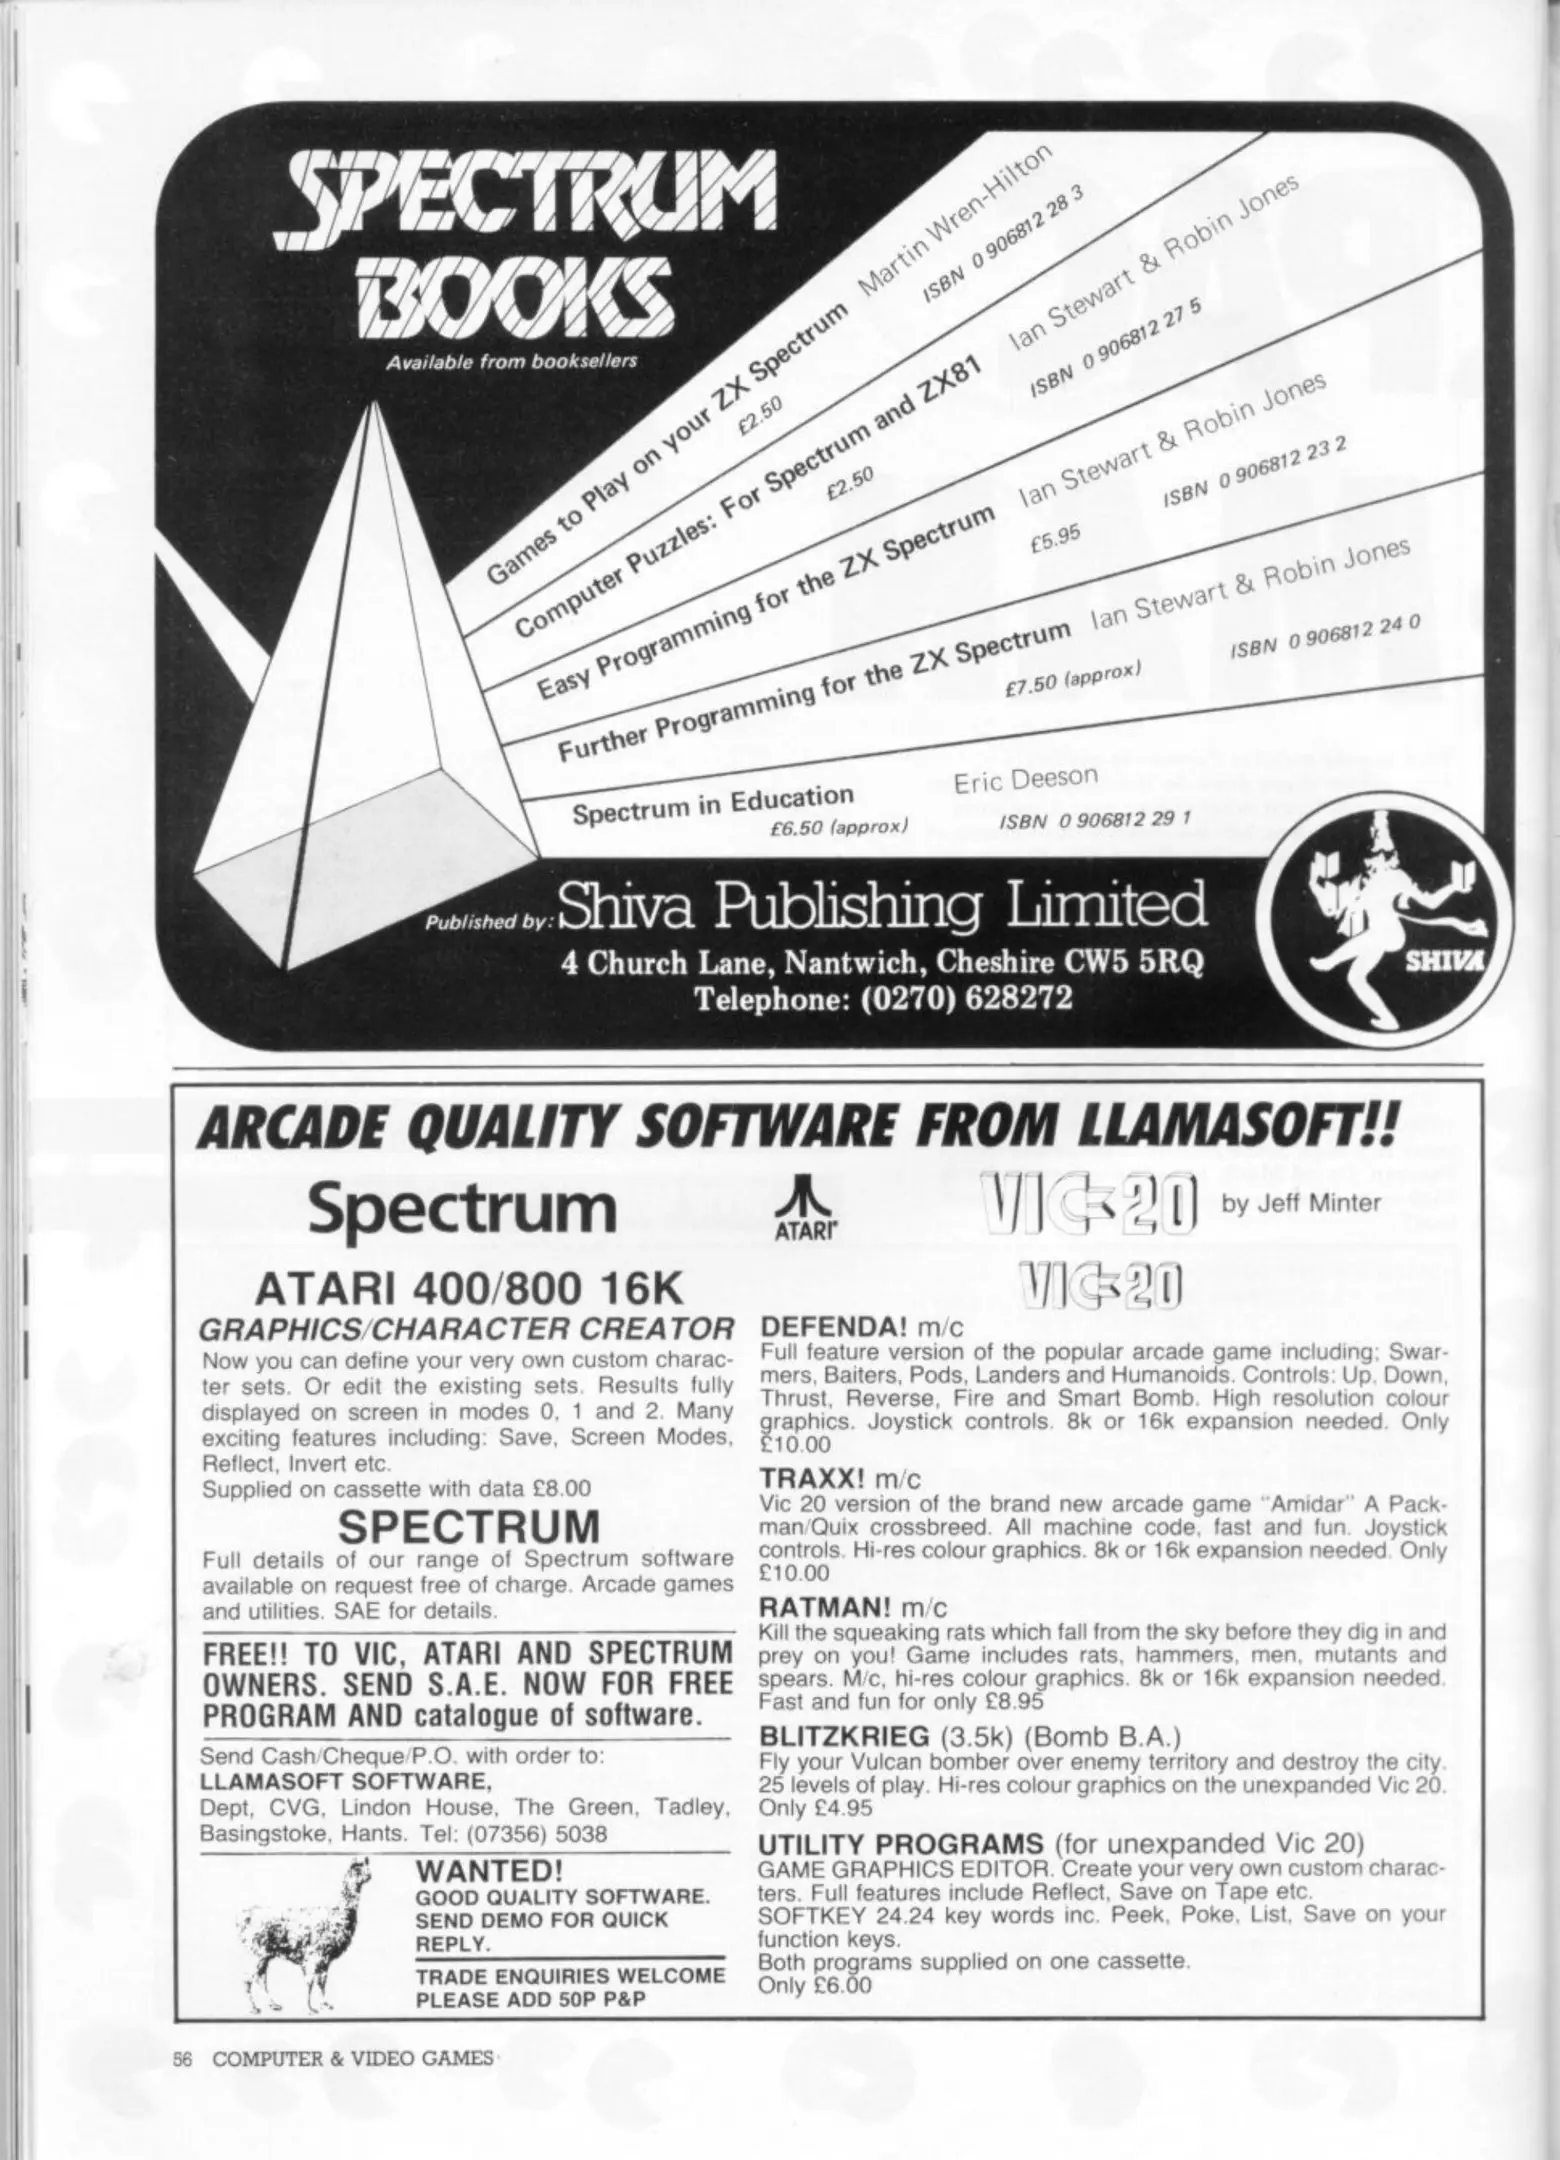 SPECTRUM
BOOKS
Available from booksellers
Games to Play on your ZX Spectrum Martin Wren-Hilton
£2.50 ISBN 0 906812 28 3
Computer Puzzles: For Spectrum and ZX81 Ian Stewart & Robin Jones
£2.50 ISBN 0 906812 27 5
Easy Programming for the ZX Spectrum Ian Stewart & Robin Jones
£5.95 ISBN 0 906812 23 2
Further Programming for the ZX Spectrum Ian Stewart & Robin Jones
£7.50 (approx) ISBN 0 906812 24 0
Spectrum in Education Eric Deeson
£6.50 (approx) ISBN 0 906812 29 1
Published by: Shiva Publishing Limited
4 Church Lane, Nantwich, Cheshire CW5 5RQ
Telephone: (0270) 628272
SHIVA
ARCADE QUALITY SOFTWARE FROM LLAMASOFT!!
Spectrum
ATARI
VIC-20 by Jeff Minter
ATARI 400/800 16K
GRAPHICS/CHARACTER CREATOR
Now you can define your very own custom charac-
ter sets. Or edit the existing sets. Results fully
displayed on screen in modes 0, 1 and 2. Many
exciting features including: Save, Screen Modes,
Reflect, Invert etc.
Supplied on cassette with data £8.00
SPECTRUM
Full details of our range of Spectrum software
available on request free of charge. Arcade games
and utilities. SAE for details.
FREE!! TO VIC, ATARI AND SPECTRUM
OWNERS. SEND S.A.E. NOW FOR FREE
PROGRAM AND catalogue of software.
Send Cash/Cheque/P.O. with order to:
LLAMASOFT SOFTWARE,
Dept, CVG, Lindon House, The Green, Tadley,
Basingstoke, Hants. Tel: (07356) 5038
WANTED!
GOOD QUALITY SOFTWARE.
SEND DEMO FOR QUICK
REPLY.
TRADE ENQUIRIES WELCOME
PLEASE ADD 50P P&P
VIC-20
DEFENDA! m/c
Full feature version of the popular arcade game including; Swar-
mers, Baiters, Pods, Landers and Humanoids. Controls: Up, Down,
Thrust, Reverse, Fire and Smart Bomb. High resolution colour
graphics. Joystick controls. 8k or 16k expansion needed. Only
£10.00
TRAXX! m/c
Vic 20 version of the brand new arcade game "Amidar" A Pack-
man/Quix crossbreed. All machine code, fast and fun. Joystick
controls. Hi-res colour graphics. 8k or 16k expansion needed. Only
£10.00
RATMAN! m/c
Kill the squeaking rats which fall from the sky before they dig in and
prey on you! Game includes rats, hammers, men, mutants and
spears. M/c, hi-res colour graphics. 8k or 16k expansion needed.
Fast and fun for only £8.95
BLITZKRIEG (3.5k) (Bomb B.A.)
Fly your Vulcan bomber over enemy territory and destroy the city.
25 levels of play. Hi-res colour graphics on the unexpanded Vic 20.
Only £4.95
UTILITY PROGRAMS (for unexpanded Vic 20)
GAME GRAPHICS EDITOR. Create your very own custom charac-
ters. Full features include Reflect, Save on Tape etc.
SOFTKEY 24.24 key words inc. Peek, Poke, List, Save on your
function keys.
Both programs supplied on one cassette.
Only £6.00
56 COMPUTER & VIDEO GAMES